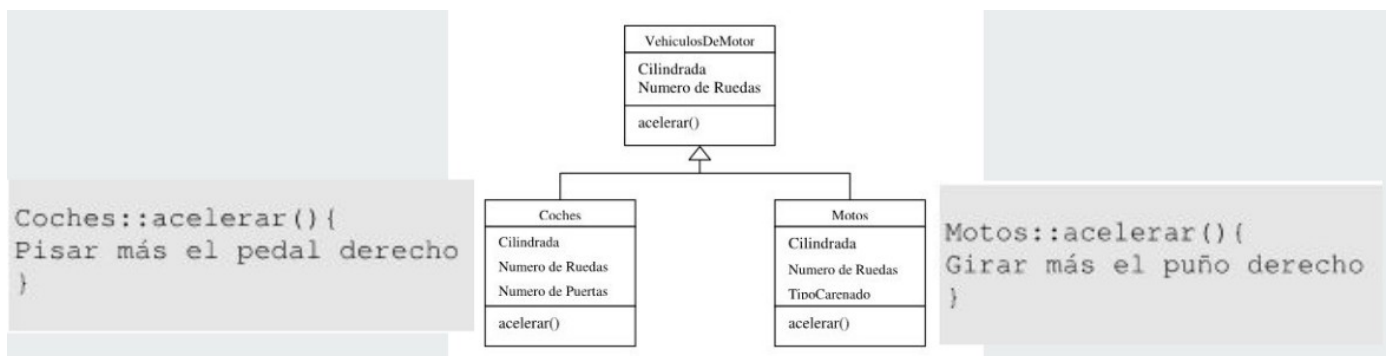 VehiculosDeMotor
Cilindrada
Numero de Ruedas
acelerar()
Coches::acelerar(){
Pisar más el pedal derecho
}
Coches
Cilindrada
Numero de Ruedas
Numero de Puertas
acelerar()
Motos
Cilindrada
Numero de Ruedas
TipoCarenado
acelerar()
Motos::acelerar(){
Girar más el puño derecho
}